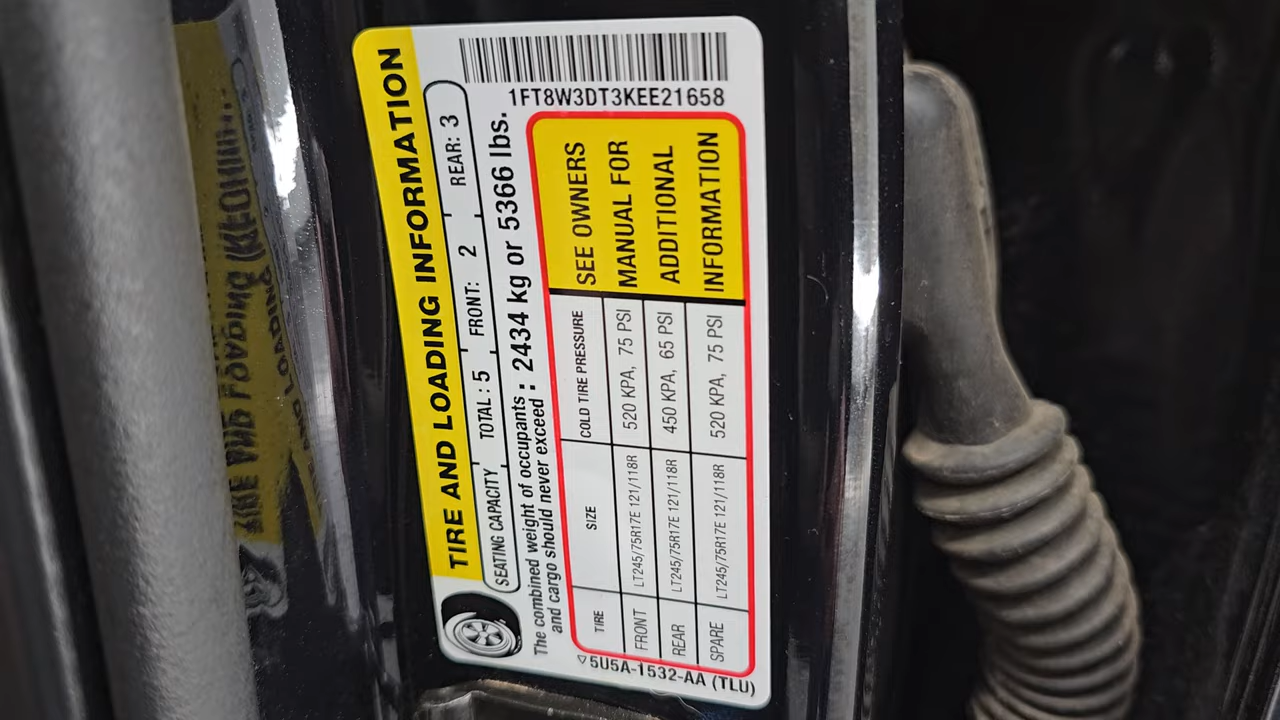 TIRE AND LOADING INFORMATION
SEATING CAPACITY TOTAL : 5 FRONT: 2 REAR: 3
The combined weight of occupants and cargo should never exceed : 2434 kg or 5366 lbs.
1FT8W3DT3KEE21658
TIRE SIZE COLD TIRE PRESSURE
FRONT LT245/75R17E 121/118R 520 KPA, 75 PSI
REAR LT245/75R17E 121/118R 450 KPA, 65 PSI
SPARE LT245/75R17E 121/118R 520 KPA, 75 PSI
SEE OWNERS
MANUAL FOR
ADDITIONAL
INFORMATION
5U5A-1532-AA (TLU)